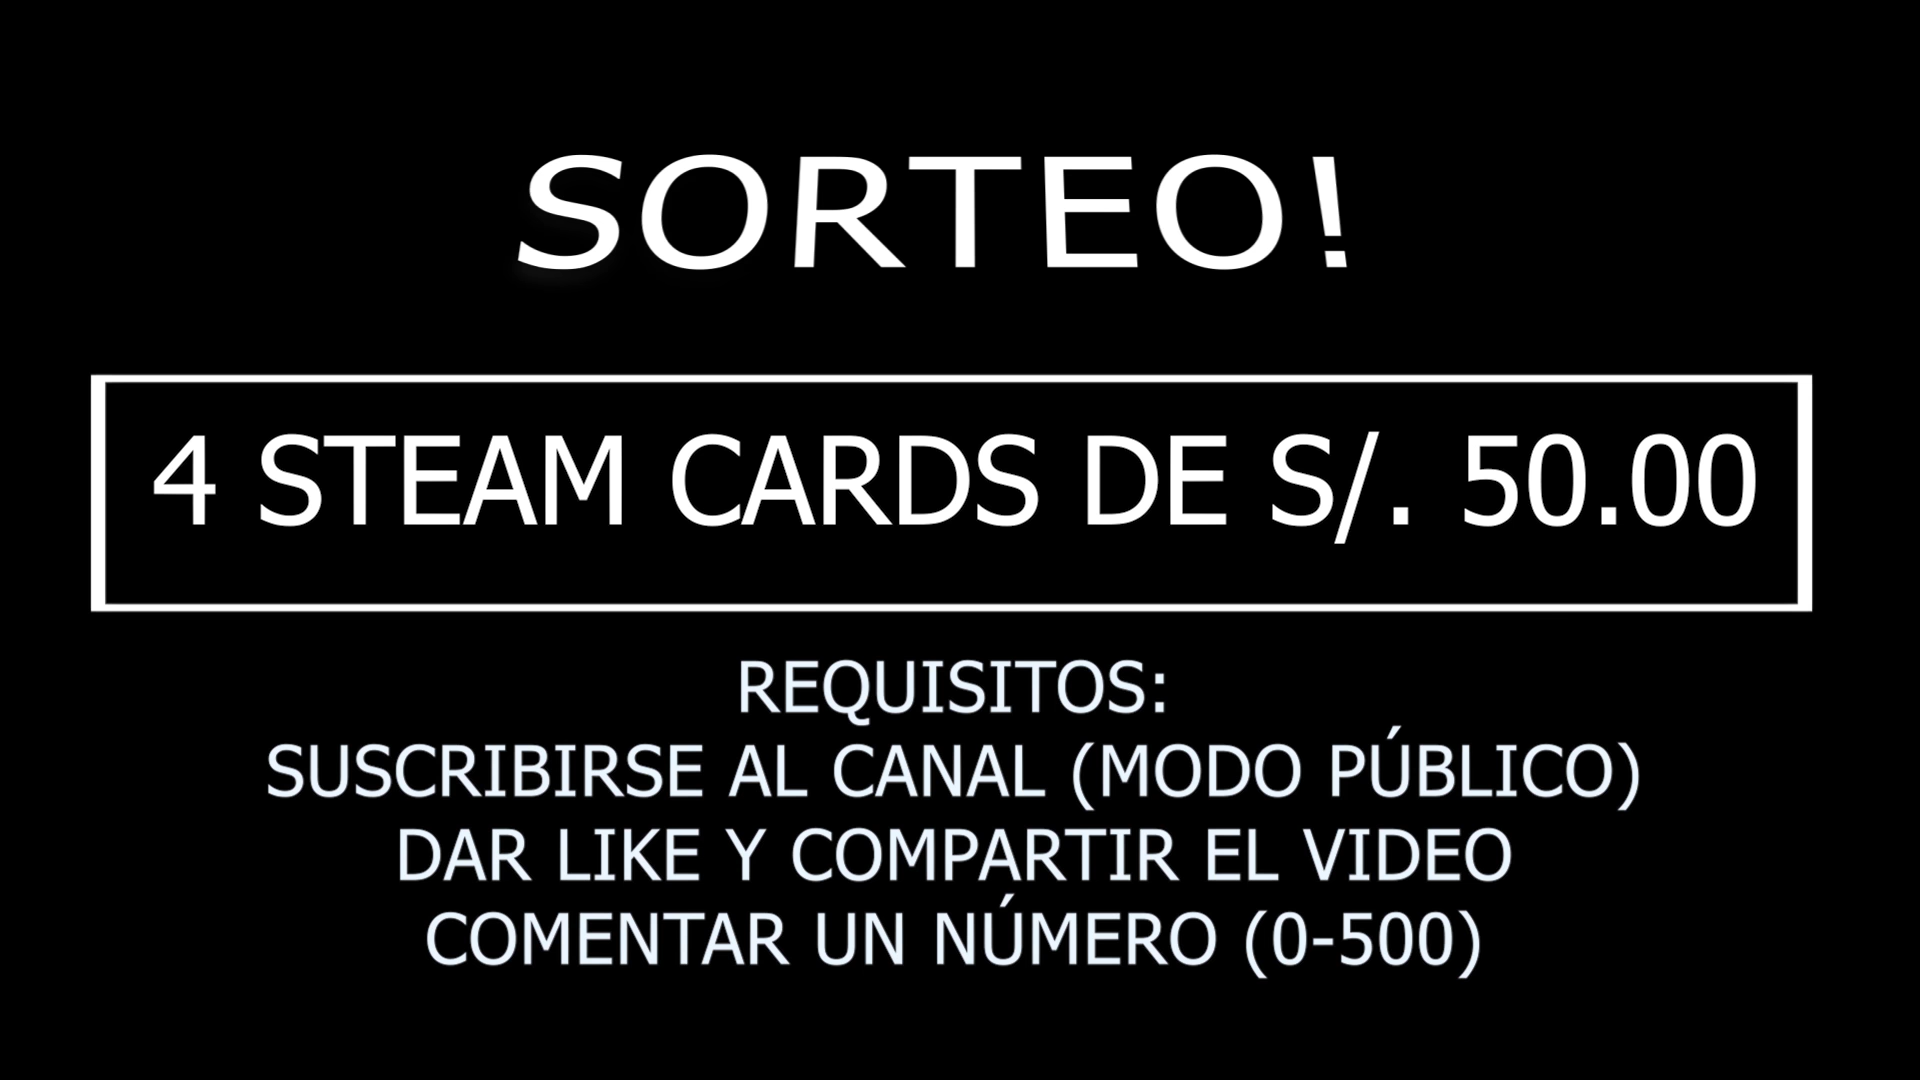 SORTEO!
4 STEAM CARDS DE S/. 50.00
REQUISITOS:
SUSCRIBIRSE AL CANAL (MODO PÚBLICO)
DAR LIKE Y COMPARTIR EL VIDEO
COMENTAR UN NÚMERO (0-500)